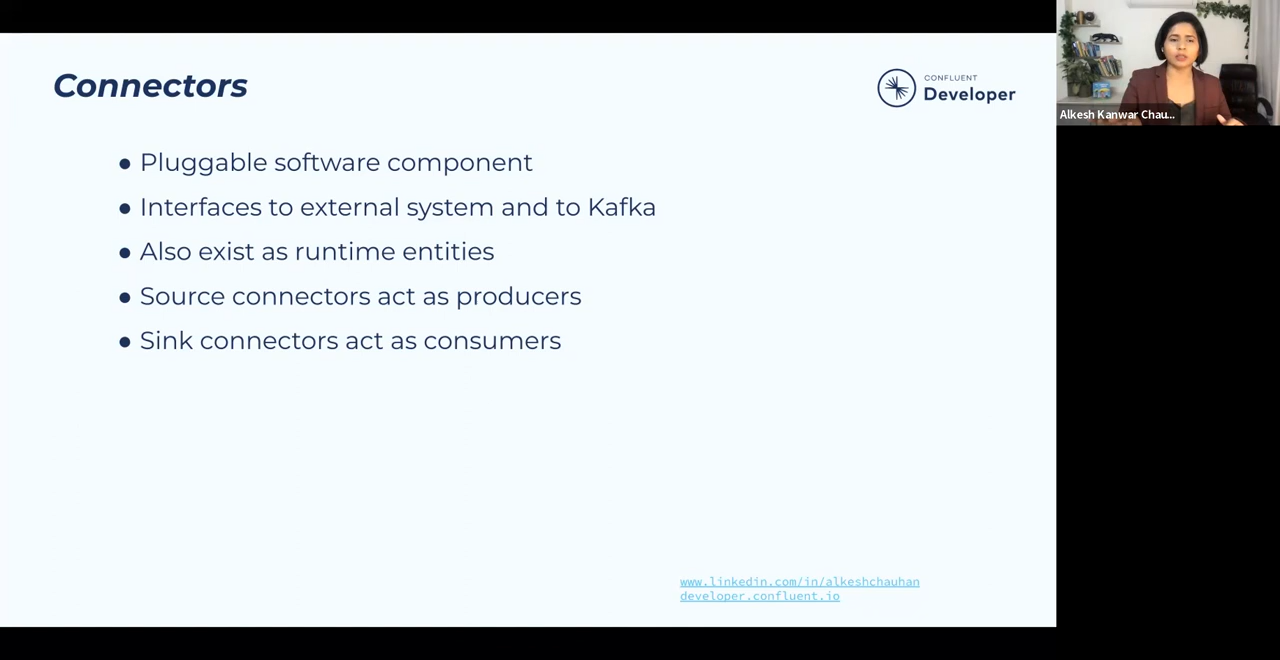 Connectors
CONFLUENT
Developer
● Pluggable software component
● Interfaces to external system and to Kafka
● Also exist as runtime entities
● Source connectors act as producers
● Sink connectors act as consumers
www.linkedin.com/in/alkeshchauhan
developer.confluent.io
Alkesh Kanwar Chau...